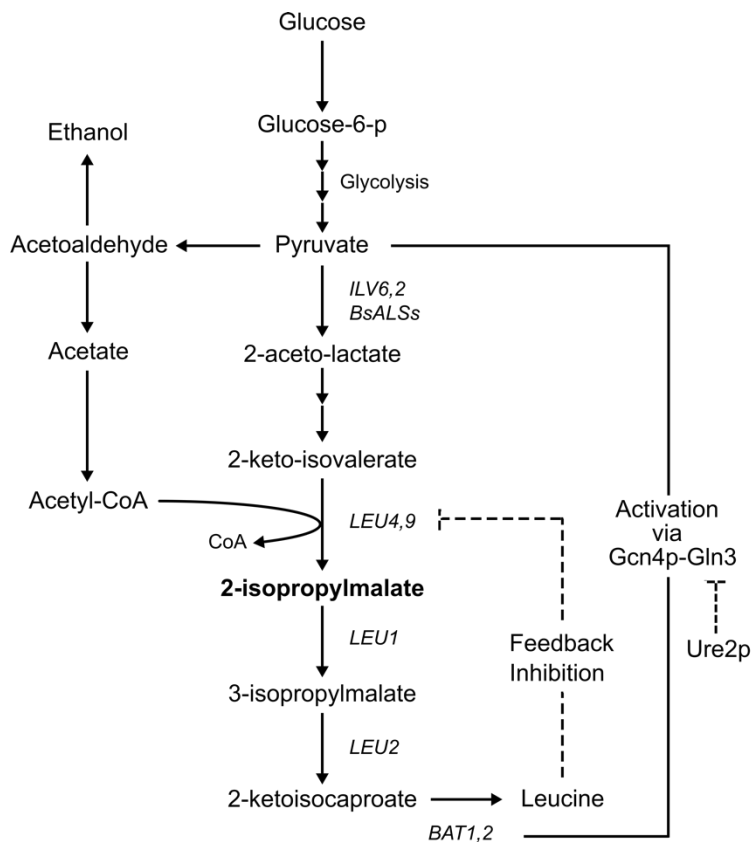 Glucose
Glucose-6-p
Ethanol
Glycolysis
Acetoaldehyde
Pyruvate
ILV6,2
BsALSs
Acetate
2-aceto-lactate
2-keto-isovalerate
Acetyl-CoA
LEU4,9
CoA
Activation
via
Gcn4p-Gln3
2-isopropylmalate
LEU1
Feedback
Inhibition
Ure2p
3-isopropylmalate
LEU2
2-ketoisocaproate
Leucine
BAT1,2